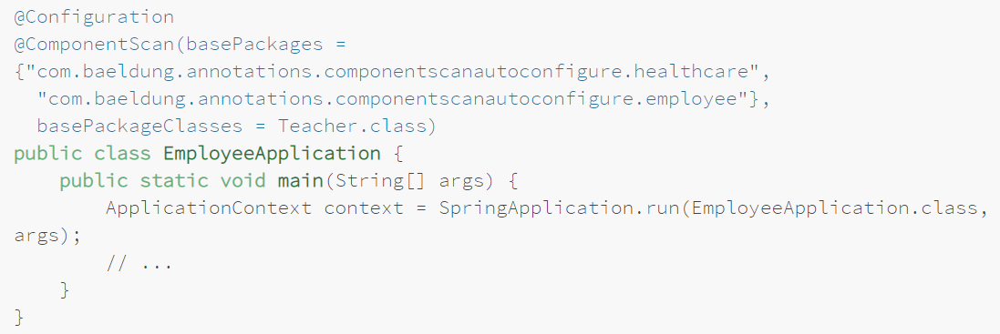 @Configuration
@ComponentScan(basePackages =
{"com.baeldung.annotations.componentscanautoconfigure.healthcare",
  "com.baeldung.annotations.componentscanautoconfigure.employee"},
  basePackageClasses = Teacher.class)
public class EmployeeApplication {
    public static void main(String[] args) {
        ApplicationContext context = SpringApplication.run(EmployeeApplication.class,
args);
        // ...
    }
}